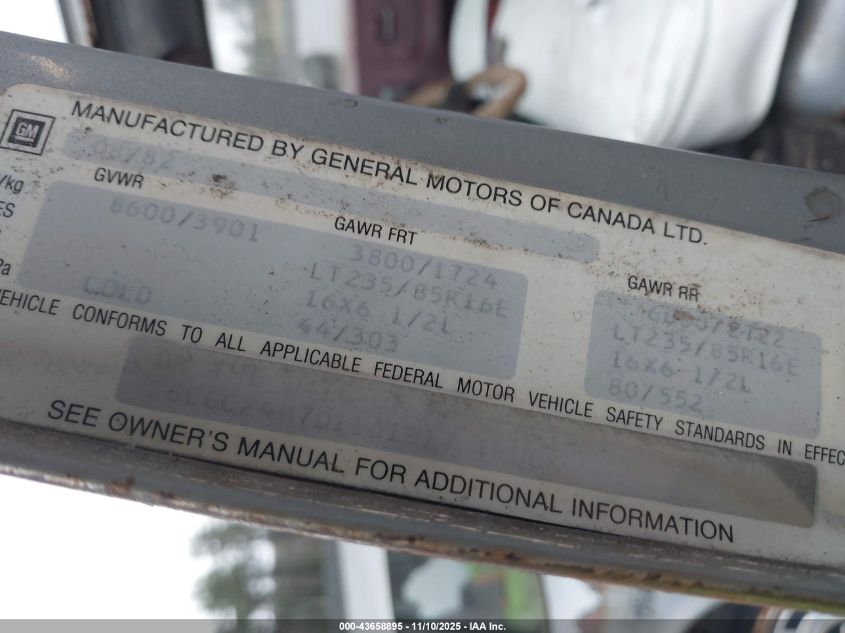 GM
MANUFACTURED BY GENERAL MOTORS OF CANADA LTD.
/kg GVWR GAWR FRT GAWR RR
8600/3901 3800/1724
LT235/85R16E LT235/85R16E
COLD 16X6 1/2L 16X6 1/2L
44/303 80/552
VEHICLE CONFORMS TO ALL APPLICABLE FEDERAL MOTOR VEHICLE SAFETY STANDARDS IN EFFEC
SEE OWNER'S MANUAL FOR ADDITIONAL INFORMATION
000-43658895 - 11/10/2025 - IAA Inc.